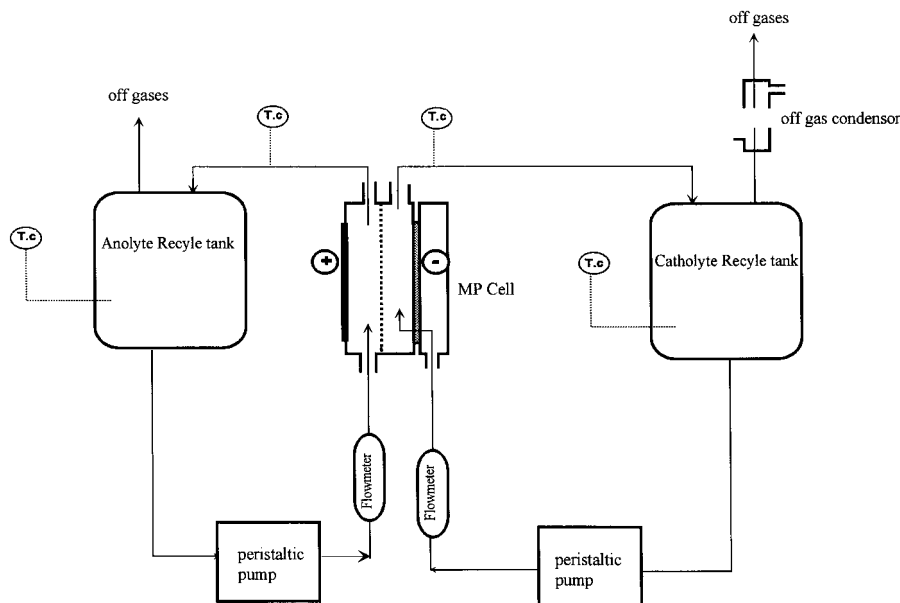 off gases
off gases
T.c
T.c
off gas condensor
T.c
Anolyte Recyle tank
+
-
T.c
Catholyte Recyle tank
MP Cell
Flowmeter
Flowmeter
peristaltic
pump
peristaltic
pump